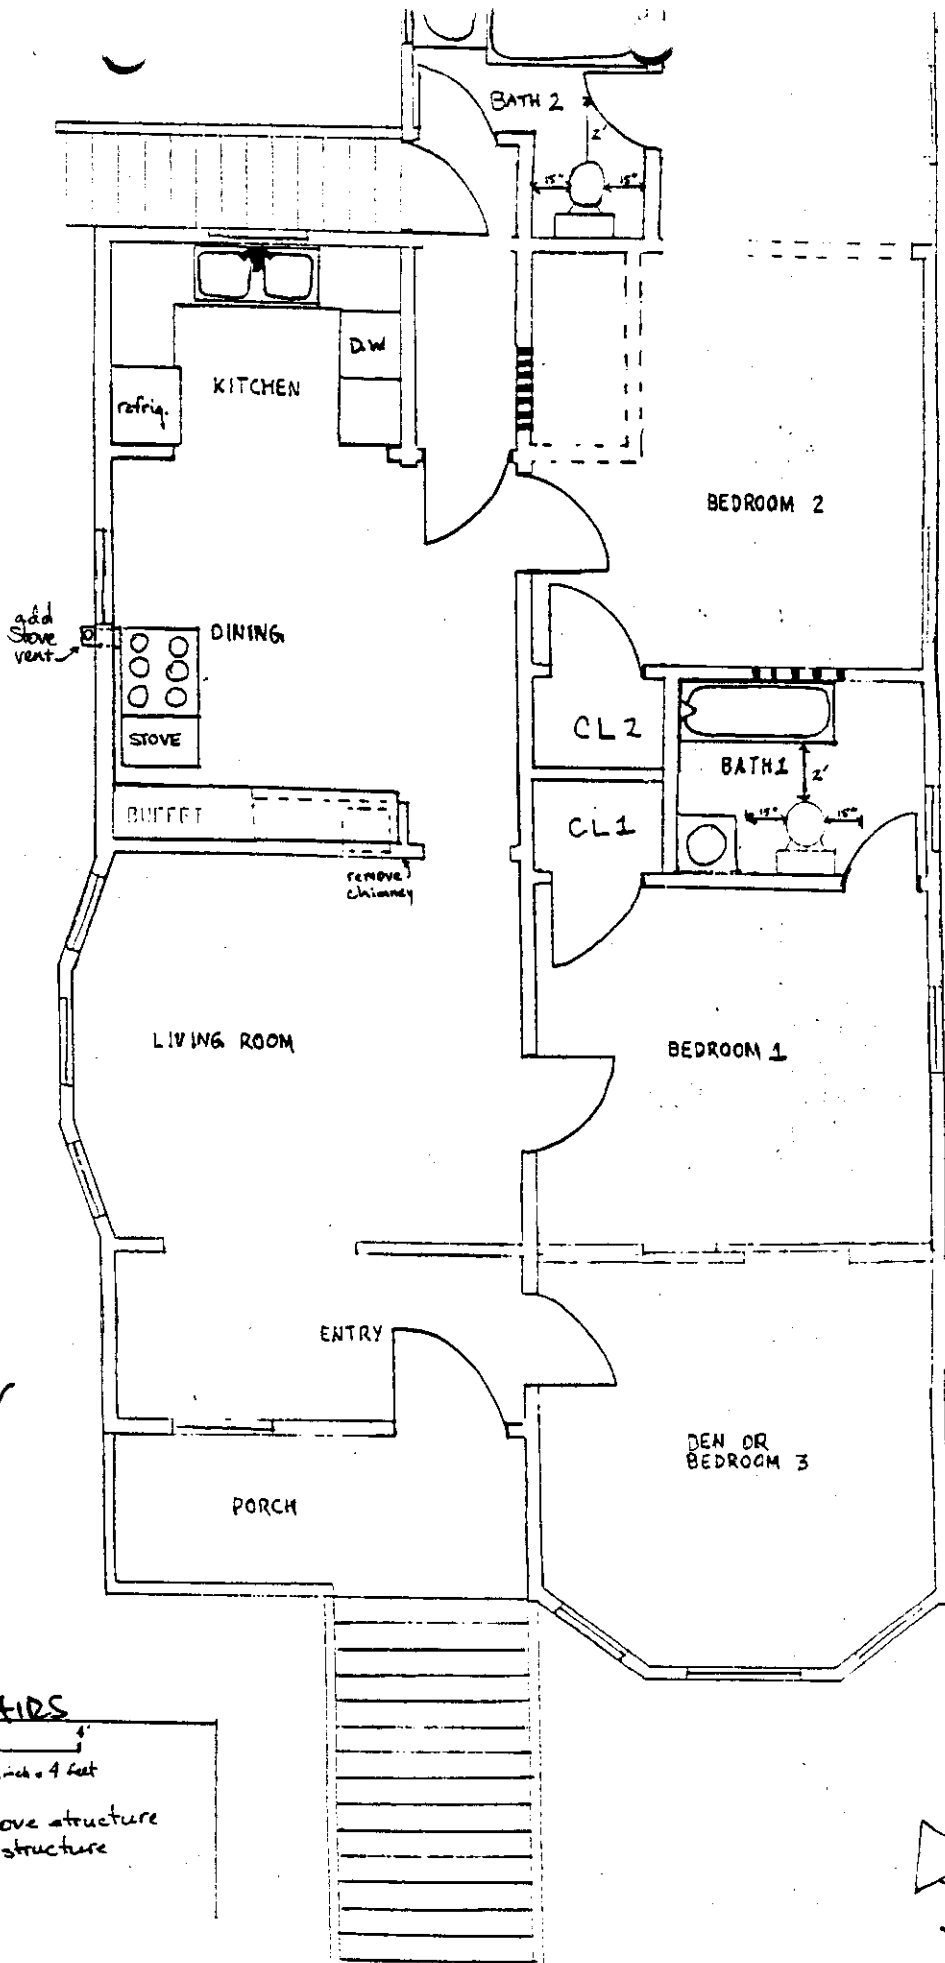 BATH 2
2'
15"
15"
D.W
KITCHEN
refrig.
BEDROOM 2
add
Stove
vent
DINING
CL 2
STOVE
BATH 1
2'
BUFFET
CL 1
15"
15"
remove
chimney
LIVING ROOM
BEDROOM 1
ENTRY
DEN OR
BEDROOM 3
PORCH
4'
inch = 4 feet
structure
structure